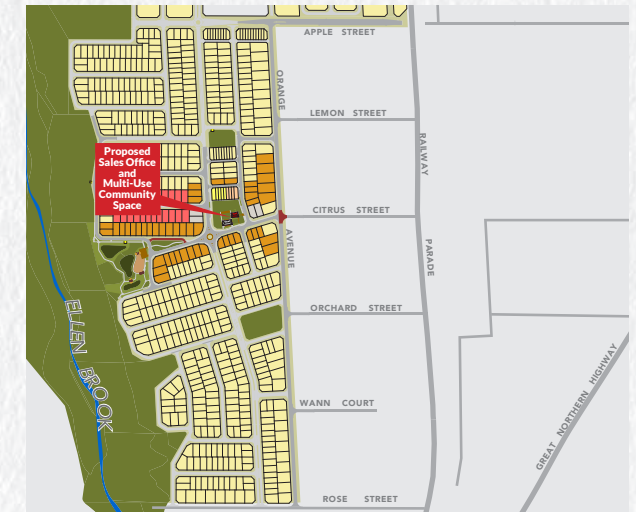 APPLE STREET
ORANGE
AVENUE
LEMON STREET
RAILWAY
PARADE
Proposed
Sales Office
and
Multi-Use
Community
Space
CITRUS STREET
ORCHARD STREET
ELLEN BROOK
WANN COURT
GREAT NORTHERN HIGHWAY
ROSE STREET